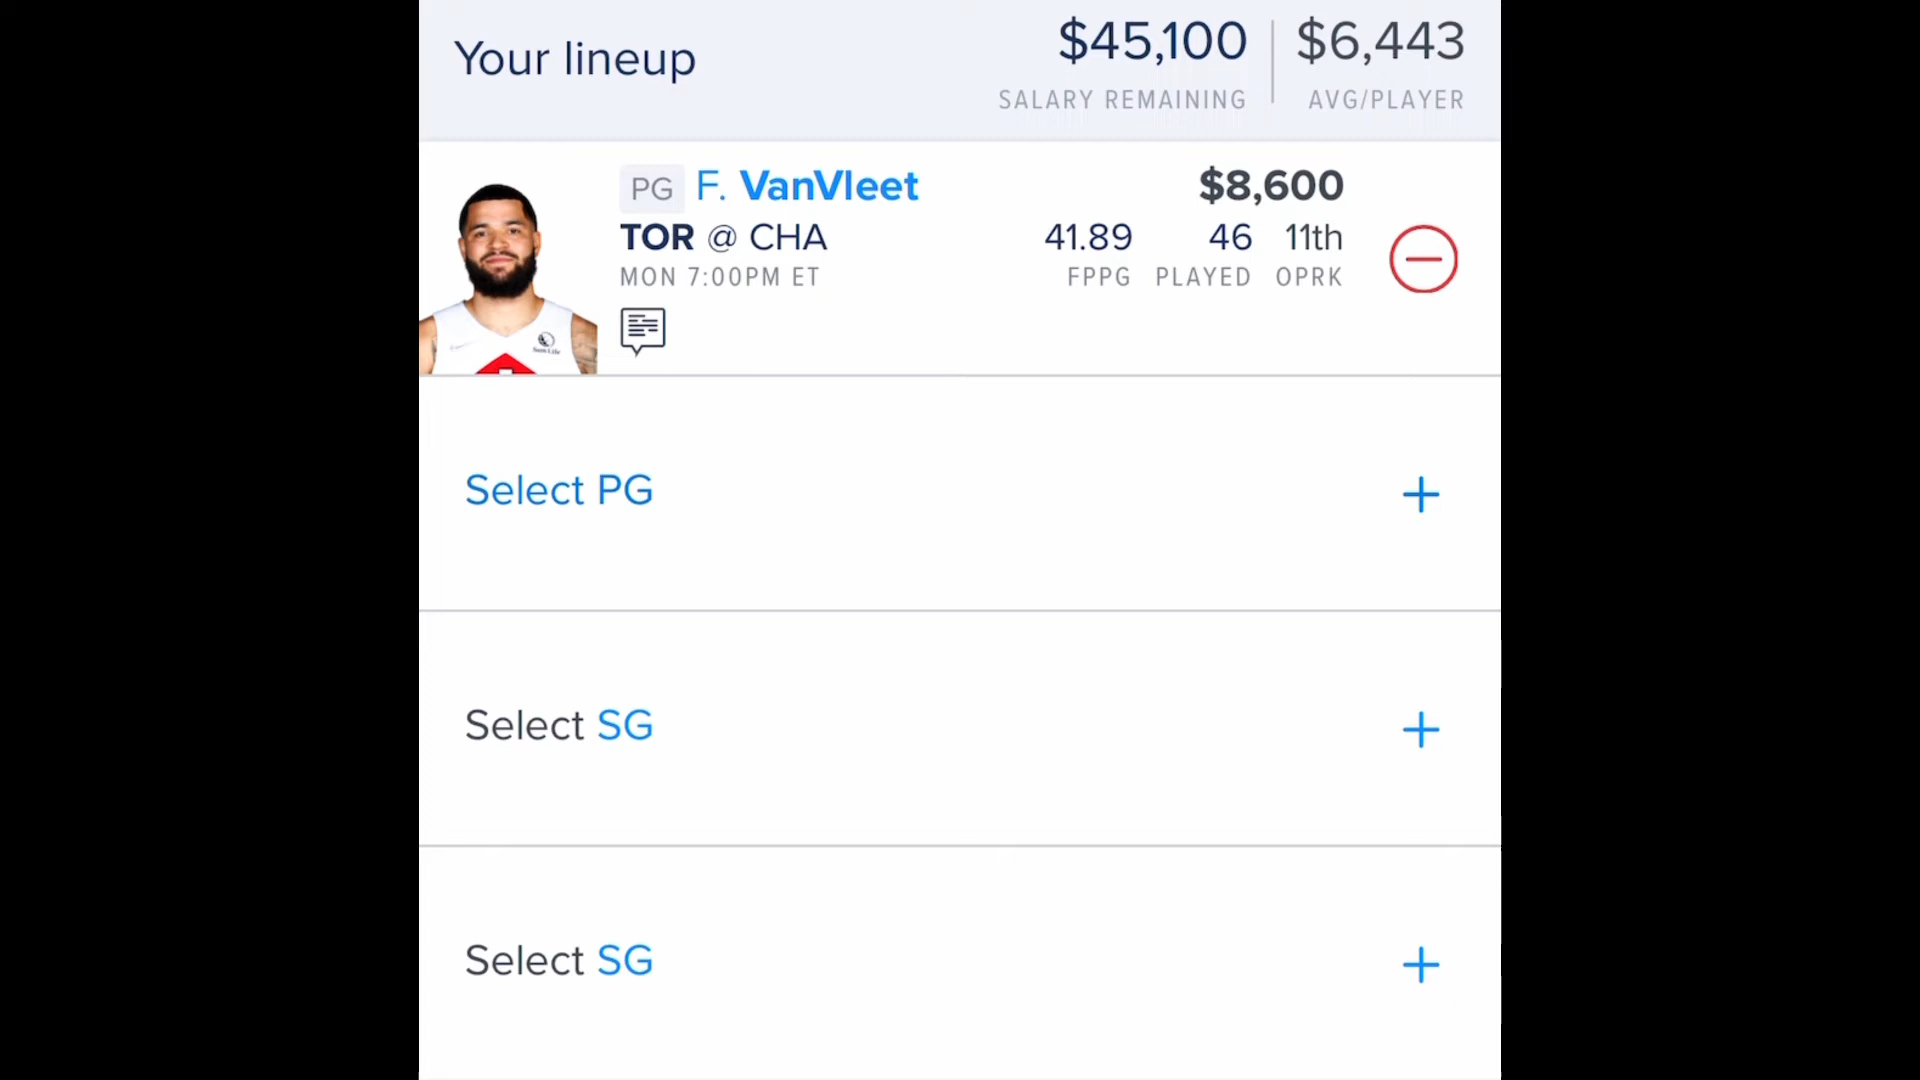 Your lineup
$45,100
SALARY REMAINING
$6,443
AVG/PLAYER
PG F. VanVleet
$8,600
TOR @ CHA
41.89 46 11th
MON 7:00PM ET
FPPG PLAYED OPRK
Select PG
Select SG
Select SG